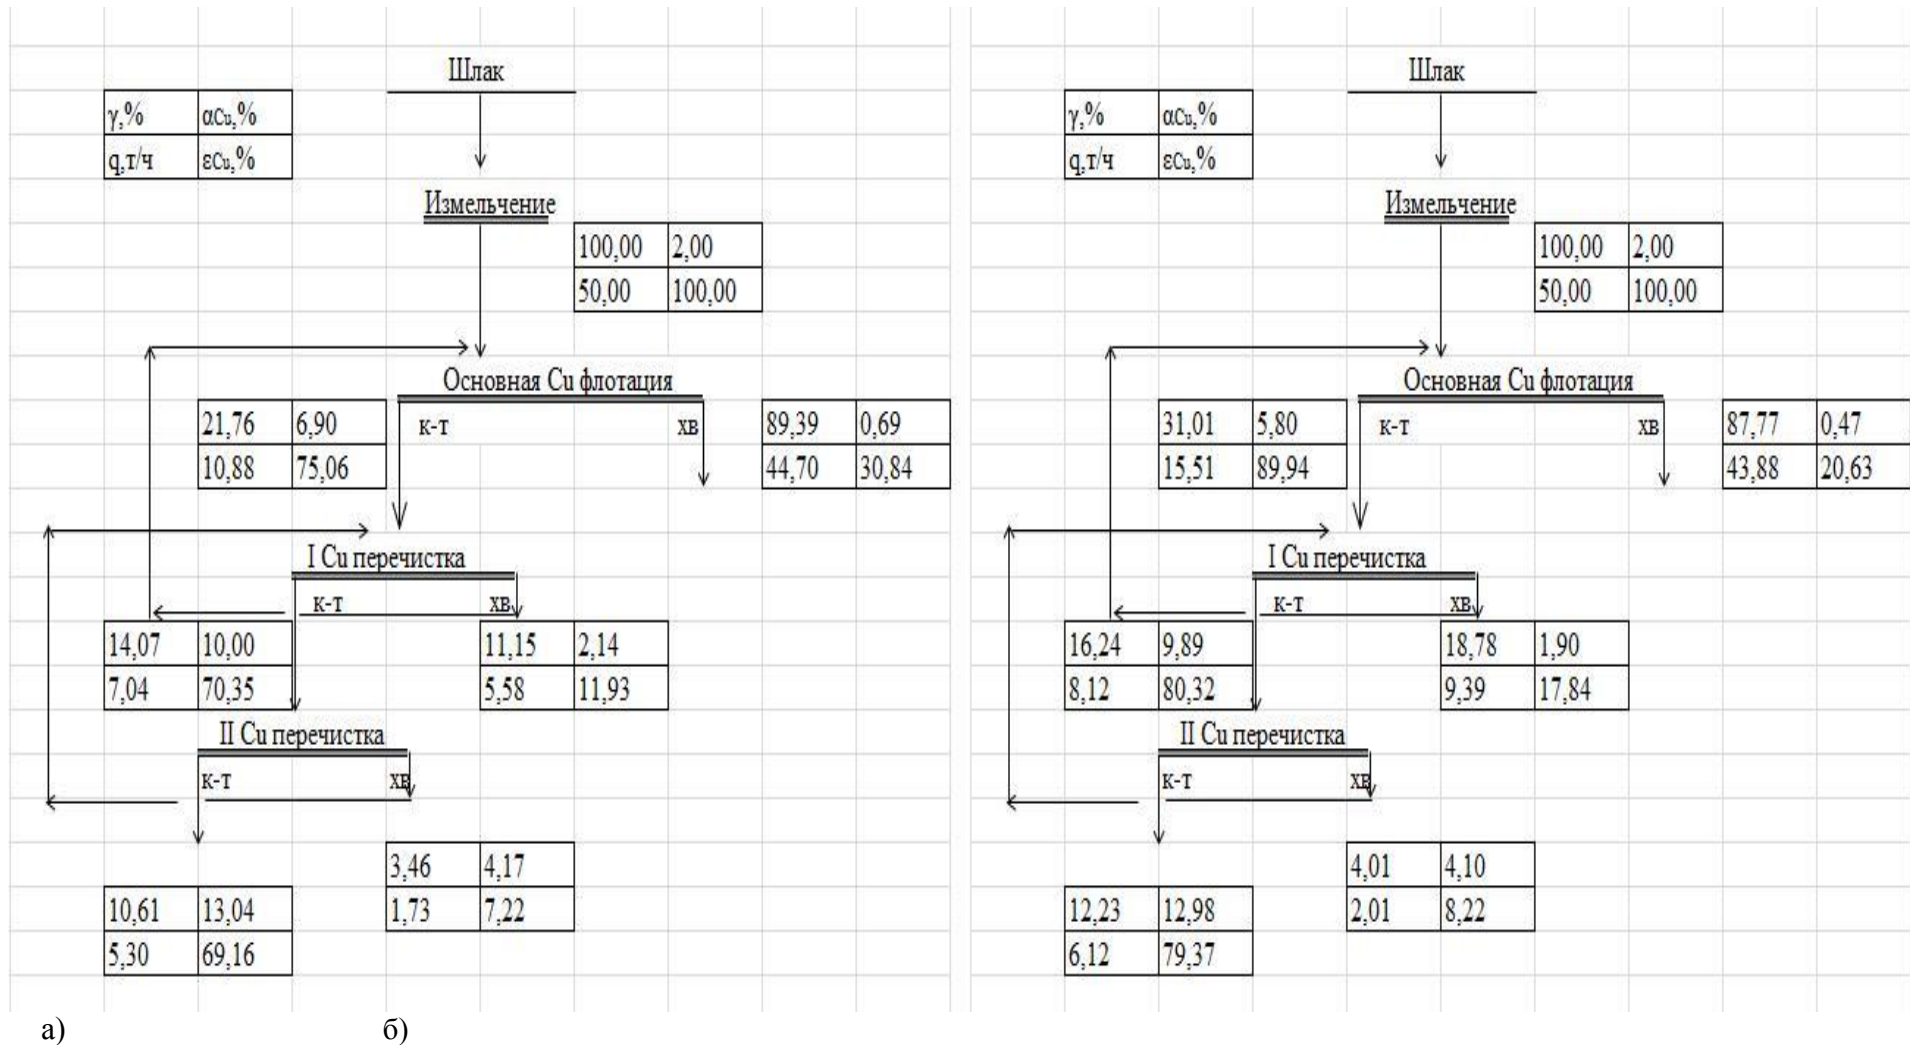 Шлак
γ,% αCu,%
q,т/ч εCu,%
Измельчение
100,00 2,00
50,00 100,00
Основная Cu флотация
21,76 6,90
к-т
хв
89,39 0,69
10,88 75,06
44,70 30,84
I Cu перечистка
к-т
хв
14,07 10,00
11,15 2,14
7,04 70,35
5,58 11,93
II Cu перечистка
к-т
хв
3,46 4,17
10,61 13,04
1,73 7,22
5,30 69,16
а)
Шлак
γ,% αCu,%
q,т/ч εCu,%
Измельчение
100,00 2,00
50,00 100,00
Основная Cu флотация
31,01 5,80
к-т
хв
87,77 0,47
15,51 89,94
43,88 20,63
I Cu перечистка
к-т
хв
16,24 9,89
18,78 1,90
8,12 80,32
9,39 17,84
II Cu перечистка
к-т
хв
4,01 4,10
12,23 12,98
2,01 8,22
6,12 79,37
б)